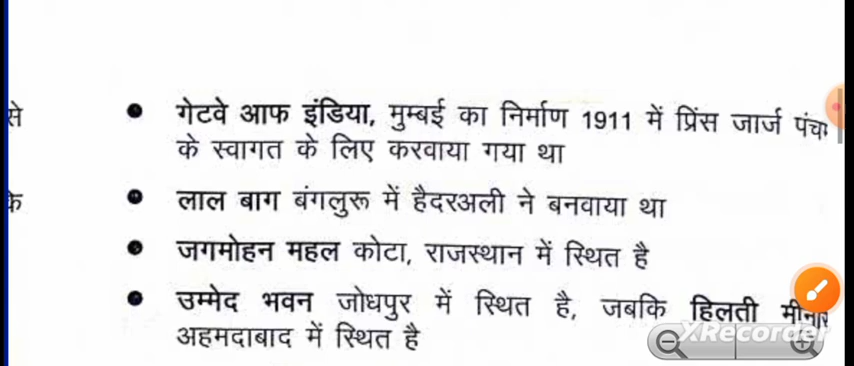 से
गेटवे आफ इंडिया, मुम्बई का निर्माण 1911 में प्रिंस जार्ज पंचम
के स्वागत के लिए करवाया गया था
के
लाल बाग बंगलुरू में हैदरअली ने बनवाया था
जगमोहन महल कोटा, राजस्थान में स्थित है
उम्मेद भवन जोधपुर में स्थित है, जबकि हिलती मीनार
अहमदाबाद में स्थित है
XRecorder